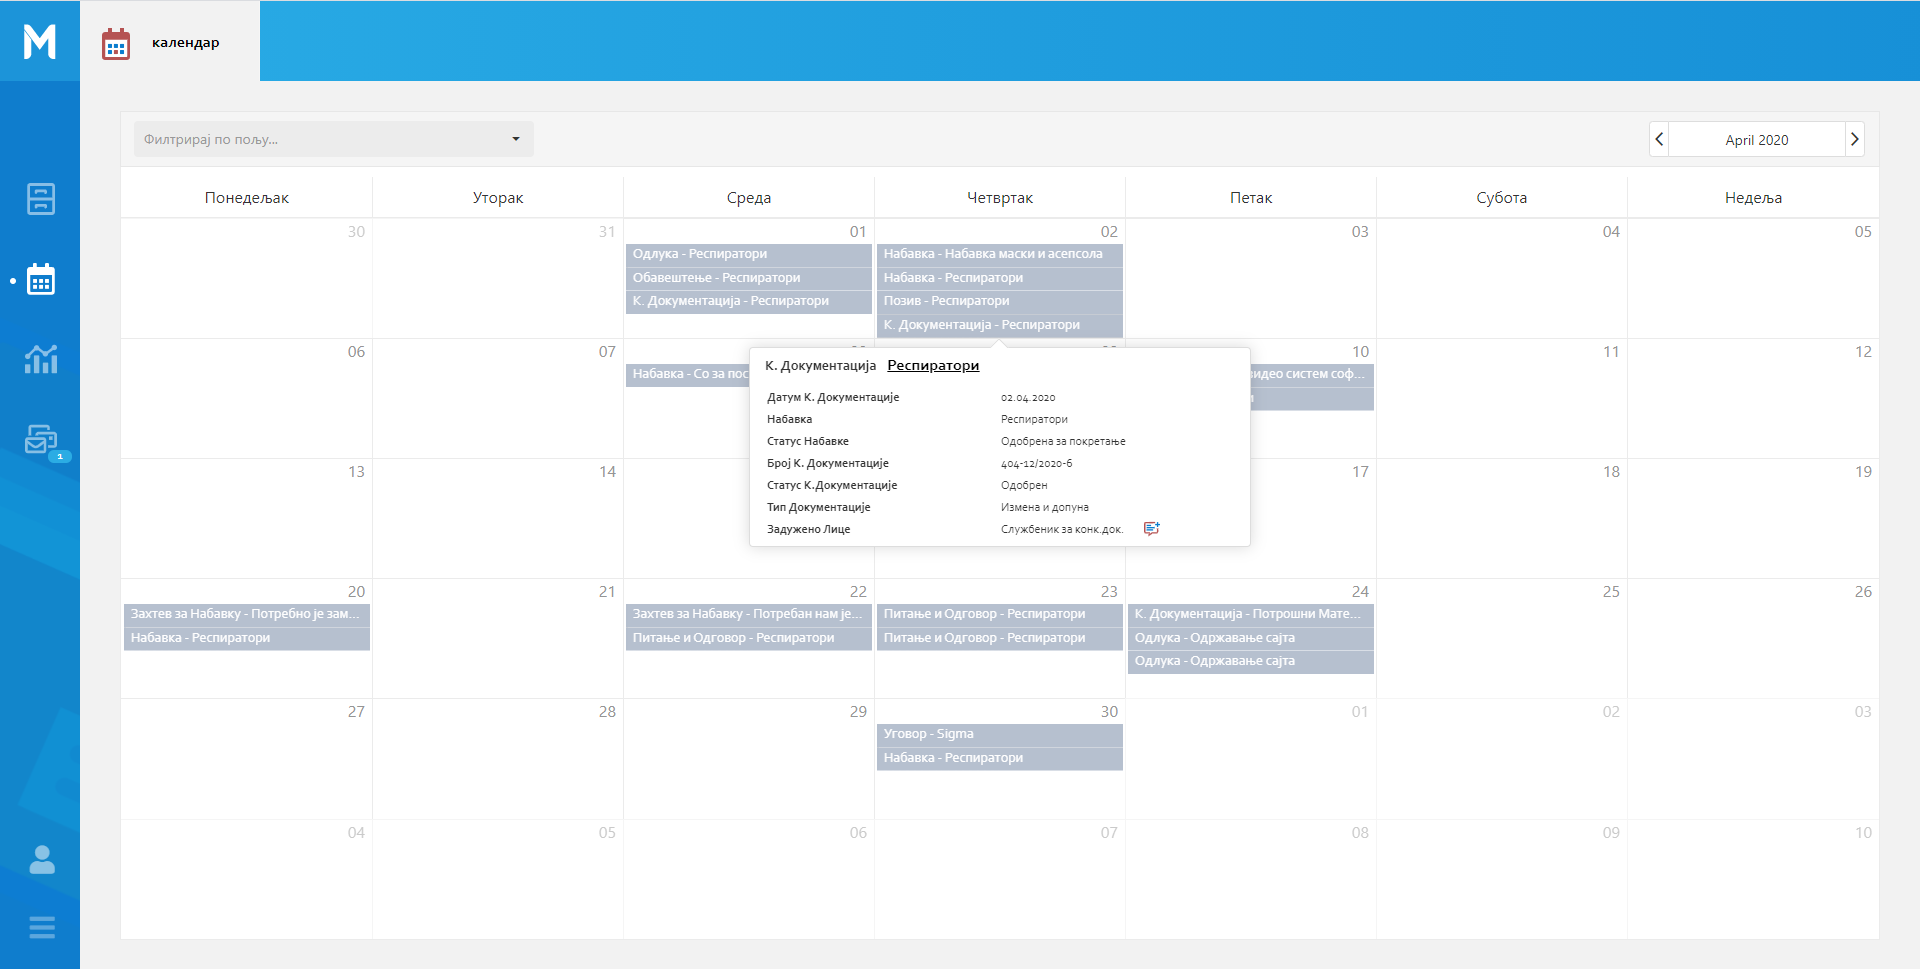 M
календар
Филтрирај по пољу...
April 2020
Понедељак
Уторак
Среда
Четвртак
Петак
Субота
Недеља
30
31
01
Одлука - Респиратори
Обавештење - Респиратори
К. Документација - Респиратори
02
Набавка - Набавка маски и асепсола
Набавка - Респиратори
Позив - Респиратори
К. Документација - Респиратори
03
04
05
06
07
Набавка - Со за пос
10
видео систем соф...
11
12
К. Документација Респиратори
Датум К. Документације 02.04.2020
Набавка Респиратори
Статус Набавке Одобрена за покретање
Број К. Документације 404-12/2020-6
Статус К.Документације Одобрен
Тип Документације Измена и допуна
Задужено Лице Службеник за конк.док.
1
13
14
17
18
19
20
Захтев за Набавку - Потребно је зам...
Набавка - Респиратори
21
22
Захтев за Набавку - Потребан нам је...
Питање и Одговор - Респиратори
23
Питање и Одговор - Респиратори
Питање и Одговор - Респиратори
24
К. Документација - Потрошни Мате...
Одлука - Одржавање сајта
Одлука - Одржавање сајта
25
26
27
28
29
30
Уговор - Sigma
Набавка - Респиратори
01
02
03
04
05
06
07
08
09
10